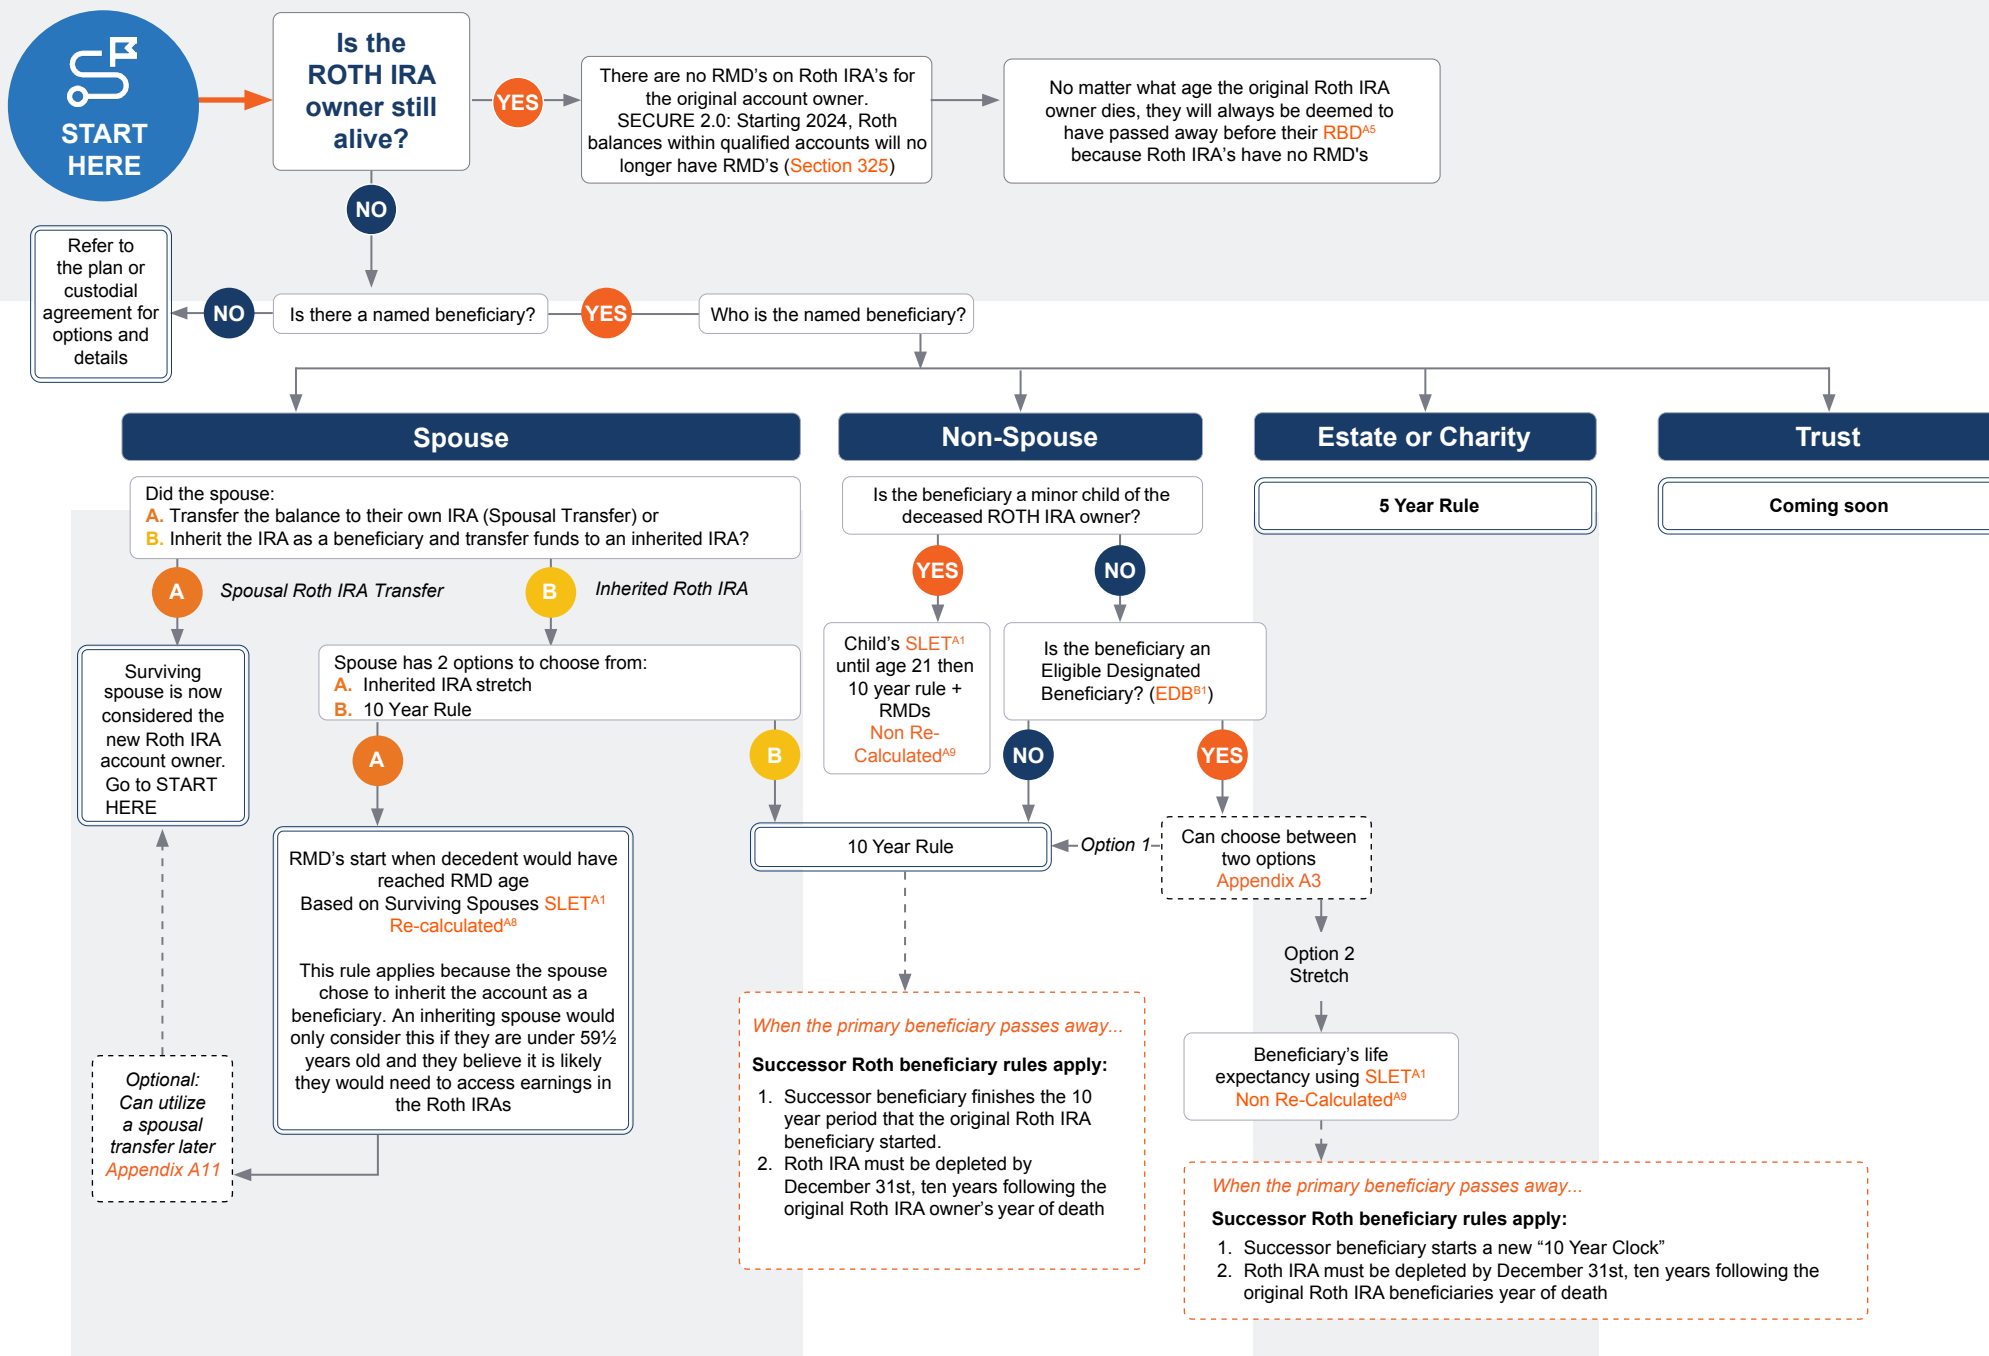 START
HERE
Is the
ROTH IRA
owner still
alive?
YES
There are no RMD's on Roth IRA's for
the original account owner.
SECURE 2.0: Starting 2024, Roth
balances within qualified accounts will no
longer have RMD's (Section 325)
No matter what age the original Roth IRA
owner dies, they will always be deemed to
have passed away before their RBD^A5
because Roth IRA's have no RMD's
NO
Refer to
the plan or
custodial
agreement for
options and
details
NO
Is there a named beneficiary?
YES
Who is the named beneficiary?
Spouse
Did the spouse:
A. Transfer the balance to their own IRA (Spousal Transfer) or
B. Inherit the IRA as a beneficiary and transfer funds to an inherited IRA?
A
Spousal Roth IRA Transfer
B
Inherited Roth IRA
Surviving
spouse is now
considered the
new Roth IRA
account owner.
Go to START
HERE
Spouse has 2 options to choose from:
A. Inherited IRA stretch
B. 10 Year Rule
A
B
RMD's start when decedent would have
reached RMD age
Based on Surviving Spouses SLET^A1
Re-calculated^A8
This rule applies because the spouse
chose to inherit the account as a
beneficiary. An inheriting spouse would
only consider this if they are under 59½
years old and they believe it is likely
they would need to access earnings in
the Roth IRAs
Optional:
Can utilize
a spousal
transfer later
Appendix A11
Non-Spouse
Is the beneficiary a minor child of the
deceased ROTH IRA owner?
YES
NO
Child's SLET^A1
until age 21 then
10 year rule +
RMDs
Non Re-
Calculated^A9
Is the beneficiary an
Eligible Designated
Beneficiary? (EDB^B1)
NO
YES
10 Year Rule
Option 1
Can choose between
two options
Appendix A3
Option 2
Stretch
When the primary beneficiary passes away...
Successor Roth beneficiary rules apply:
1. Successor beneficiary finishes the 10
year period that the original Roth IRA
beneficiary started.
2. Roth IRA must be depleted by
December 31st, ten years following the
original Roth IRA owner's year of death
Beneficiary's life
expectancy using SLET^A1
Non Re-Calculated^A9
When the primary beneficiary passes away...
Successor Roth beneficiary rules apply:
1. Successor beneficiary starts a new “10 Year Clock”
2. Roth IRA must be depleted by December 31st, ten years following the
original Roth IRA beneficiaries year of death
Estate or Charity
5 Year Rule
Trust
Coming soon